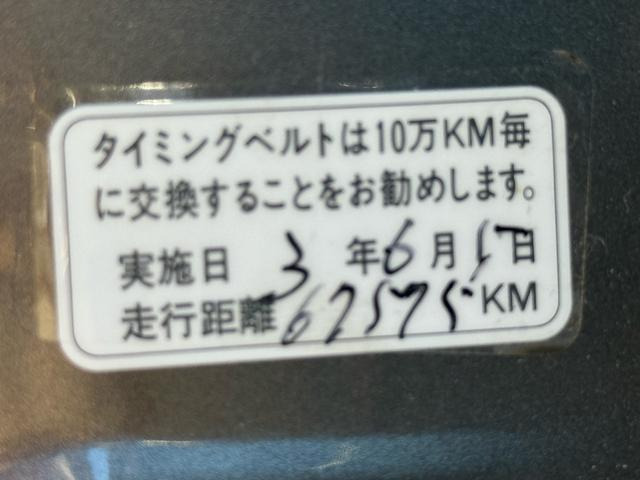 タイミングベルトは10万KM毎
に交換することをお勧めします。
実施日 3 年 6 月 15 日
走行距離 62575 KM